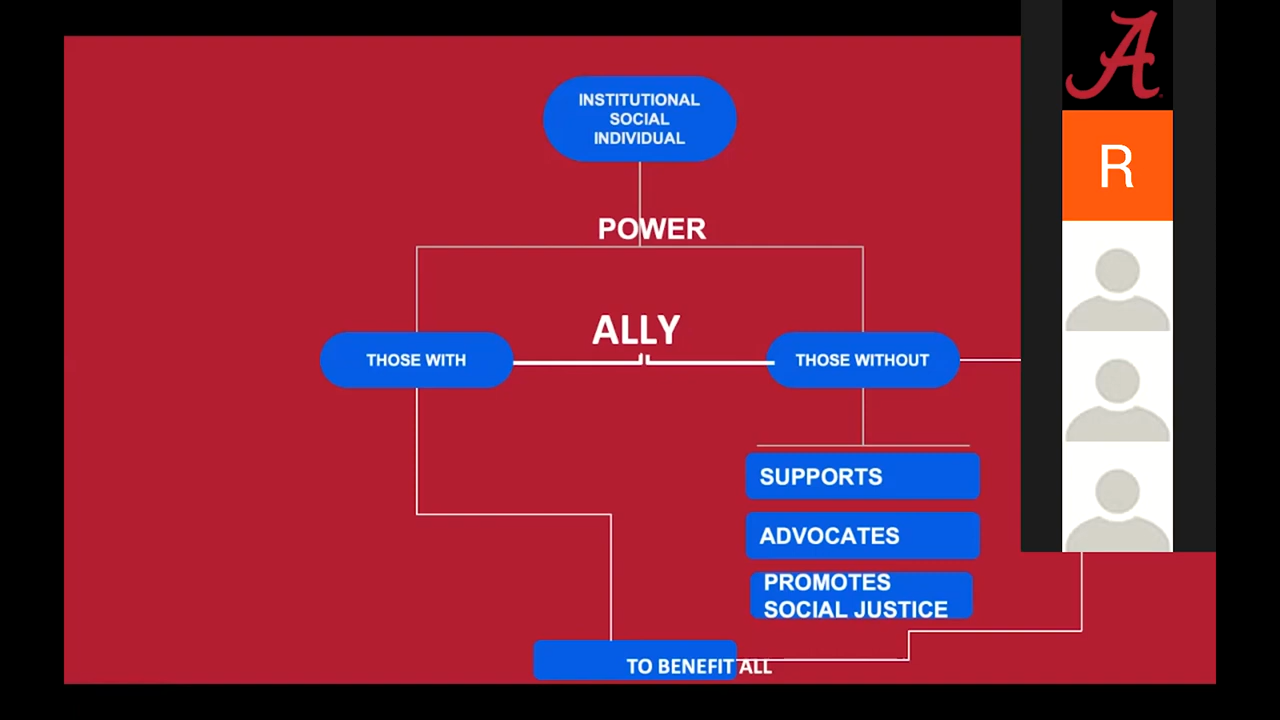 INSTITUTIONAL
SOCIAL
INDIVIDUAL
POWER
ALLY
THOSE WITH
THOSE WITHOUT
SUPPORTS
ADVOCATES
PROMOTES
SOCIAL JUSTICE
TO BENEFIT ALL
A
R